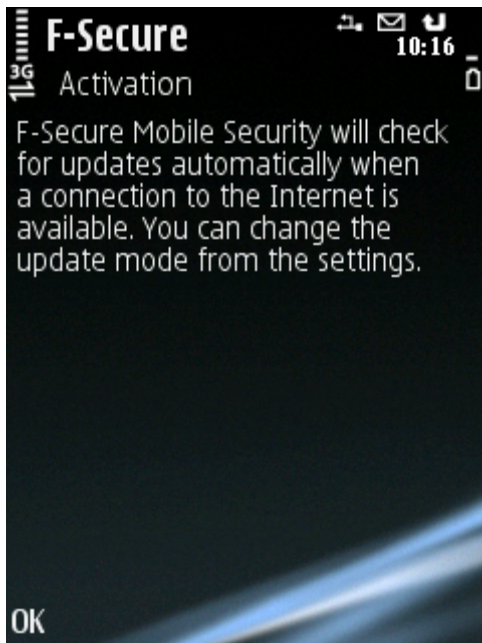 F-Secure
10:16
3G
Activation
F-Secure Mobile Security will check
for updates automatically when
a connection to the Internet is
available. You can change the
update mode from the settings.
OK